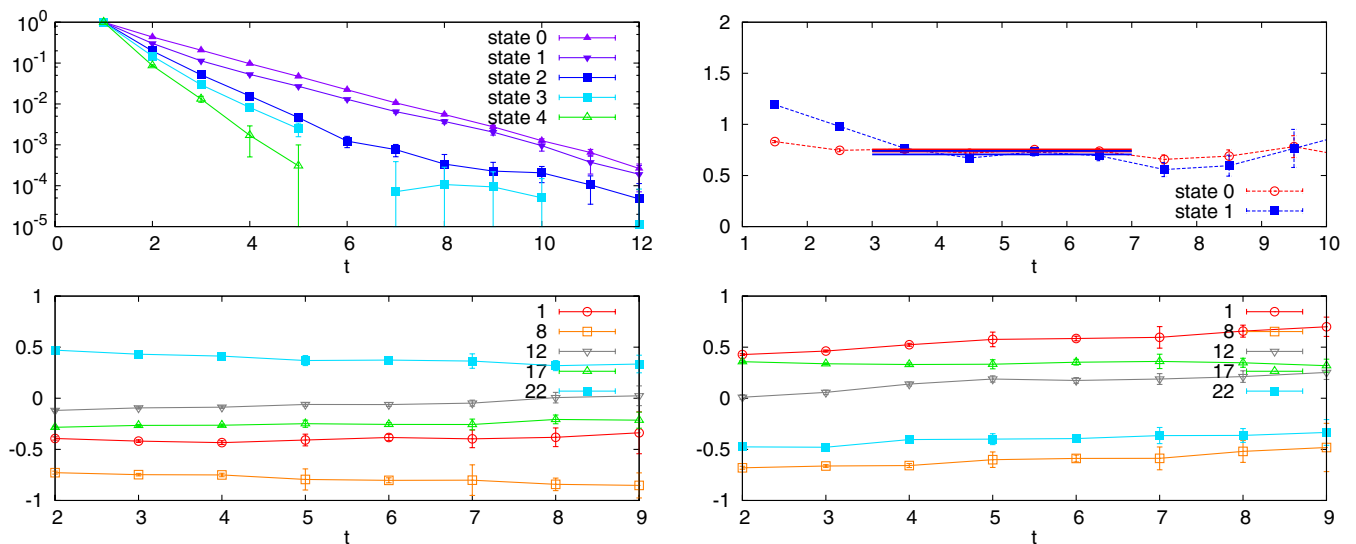 10^0
10^-1
10^-2
10^-3
10^-4
10^-5
0 2 4 6 8 10 12
t
state 0
state 1
state 2
state 3
state 4
2
1.5
1
0.5
0
1 2 3 4 5 6 7 8 9 10
t
state 0
state 1
1
0.5
0
-0.5
-1
2 3 4 5 6 7 8 9
t
1
8
12
17
22
1
0.5
0
-0.5
-1
2 3 4 5 6 7 8 9
t
1
8
12
17
22